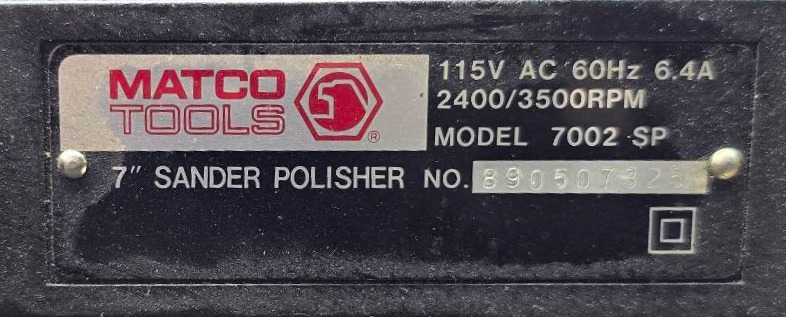 MATCO
TOOLS
®
115V AC 60Hz 6.4A
2400/3500RPM
MODEL 7002 SP
7" SANDER POLISHER NO. 890507325